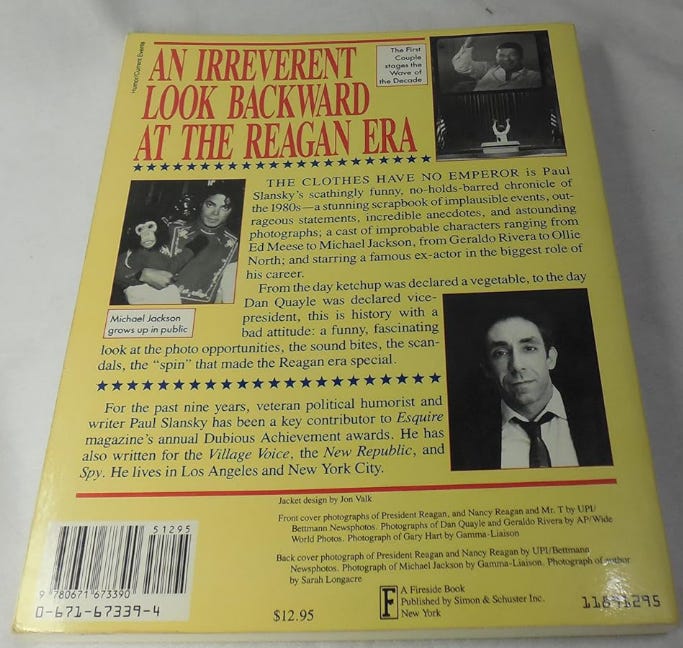 Humor/Current Events
AN IRREVERENT
LOOK BACKWARD
AT THE REAGAN ERA
The First
Couple
stages the
Wave of
the Decade
THE CLOTHES HAVE NO EMPEROR is Paul
Slansky's scathingly funny, no-holds-barred chronicle of
the 1980s—a stunning scrapbook of implausible events, out-
rageous statements, incredible anecdotes, and astounding
photographs; a cast of improbable characters ranging from
Ed Meese to Michael Jackson, from Geraldo Rivera to Ollie
North; and starring a famous ex-actor in the biggest role of
his career.
Michael Jackson
grows up in public
From the day ketchup was declared a vegetable, to the day
Dan Quayle was declared vice-
president, this is history with a
bad attitude: a funny, fascinating
look at the photo opportunities, the sound bites, the scan-
dals, the "spin" that made the Reagan era special.
For the past nine years, veteran political humorist and
writer Paul Slansky has been a key contributor to Esquire
magazine's annual Dubious Achievement awards. He has
also written for the Village Voice, the New Republic, and
Spy. He lives in Los Angeles and New York City.
Jacket design by Jon Valk
Front cover photographs of President Reagan, and Nancy Reagan and Mr. T by UPI/
Bettmann Newsphotos. Photographs of Dan Quayle and Geraldo Rivera by AP/Wide
World Photos. Photograph of Gary Hart by Gamma-Liaison
Back cover photograph of President Reagan and Nancy Reagan by UPI/Bettmann
Newsphotos. Photograph of Michael Jackson by Gamma-Liaison. Photograph of author
by Sarah Longacre
51295
9 780671 673390
0-671-67339-4
$12.95
F
A Fireside Book
Published by Simon & Schuster Inc.
New York